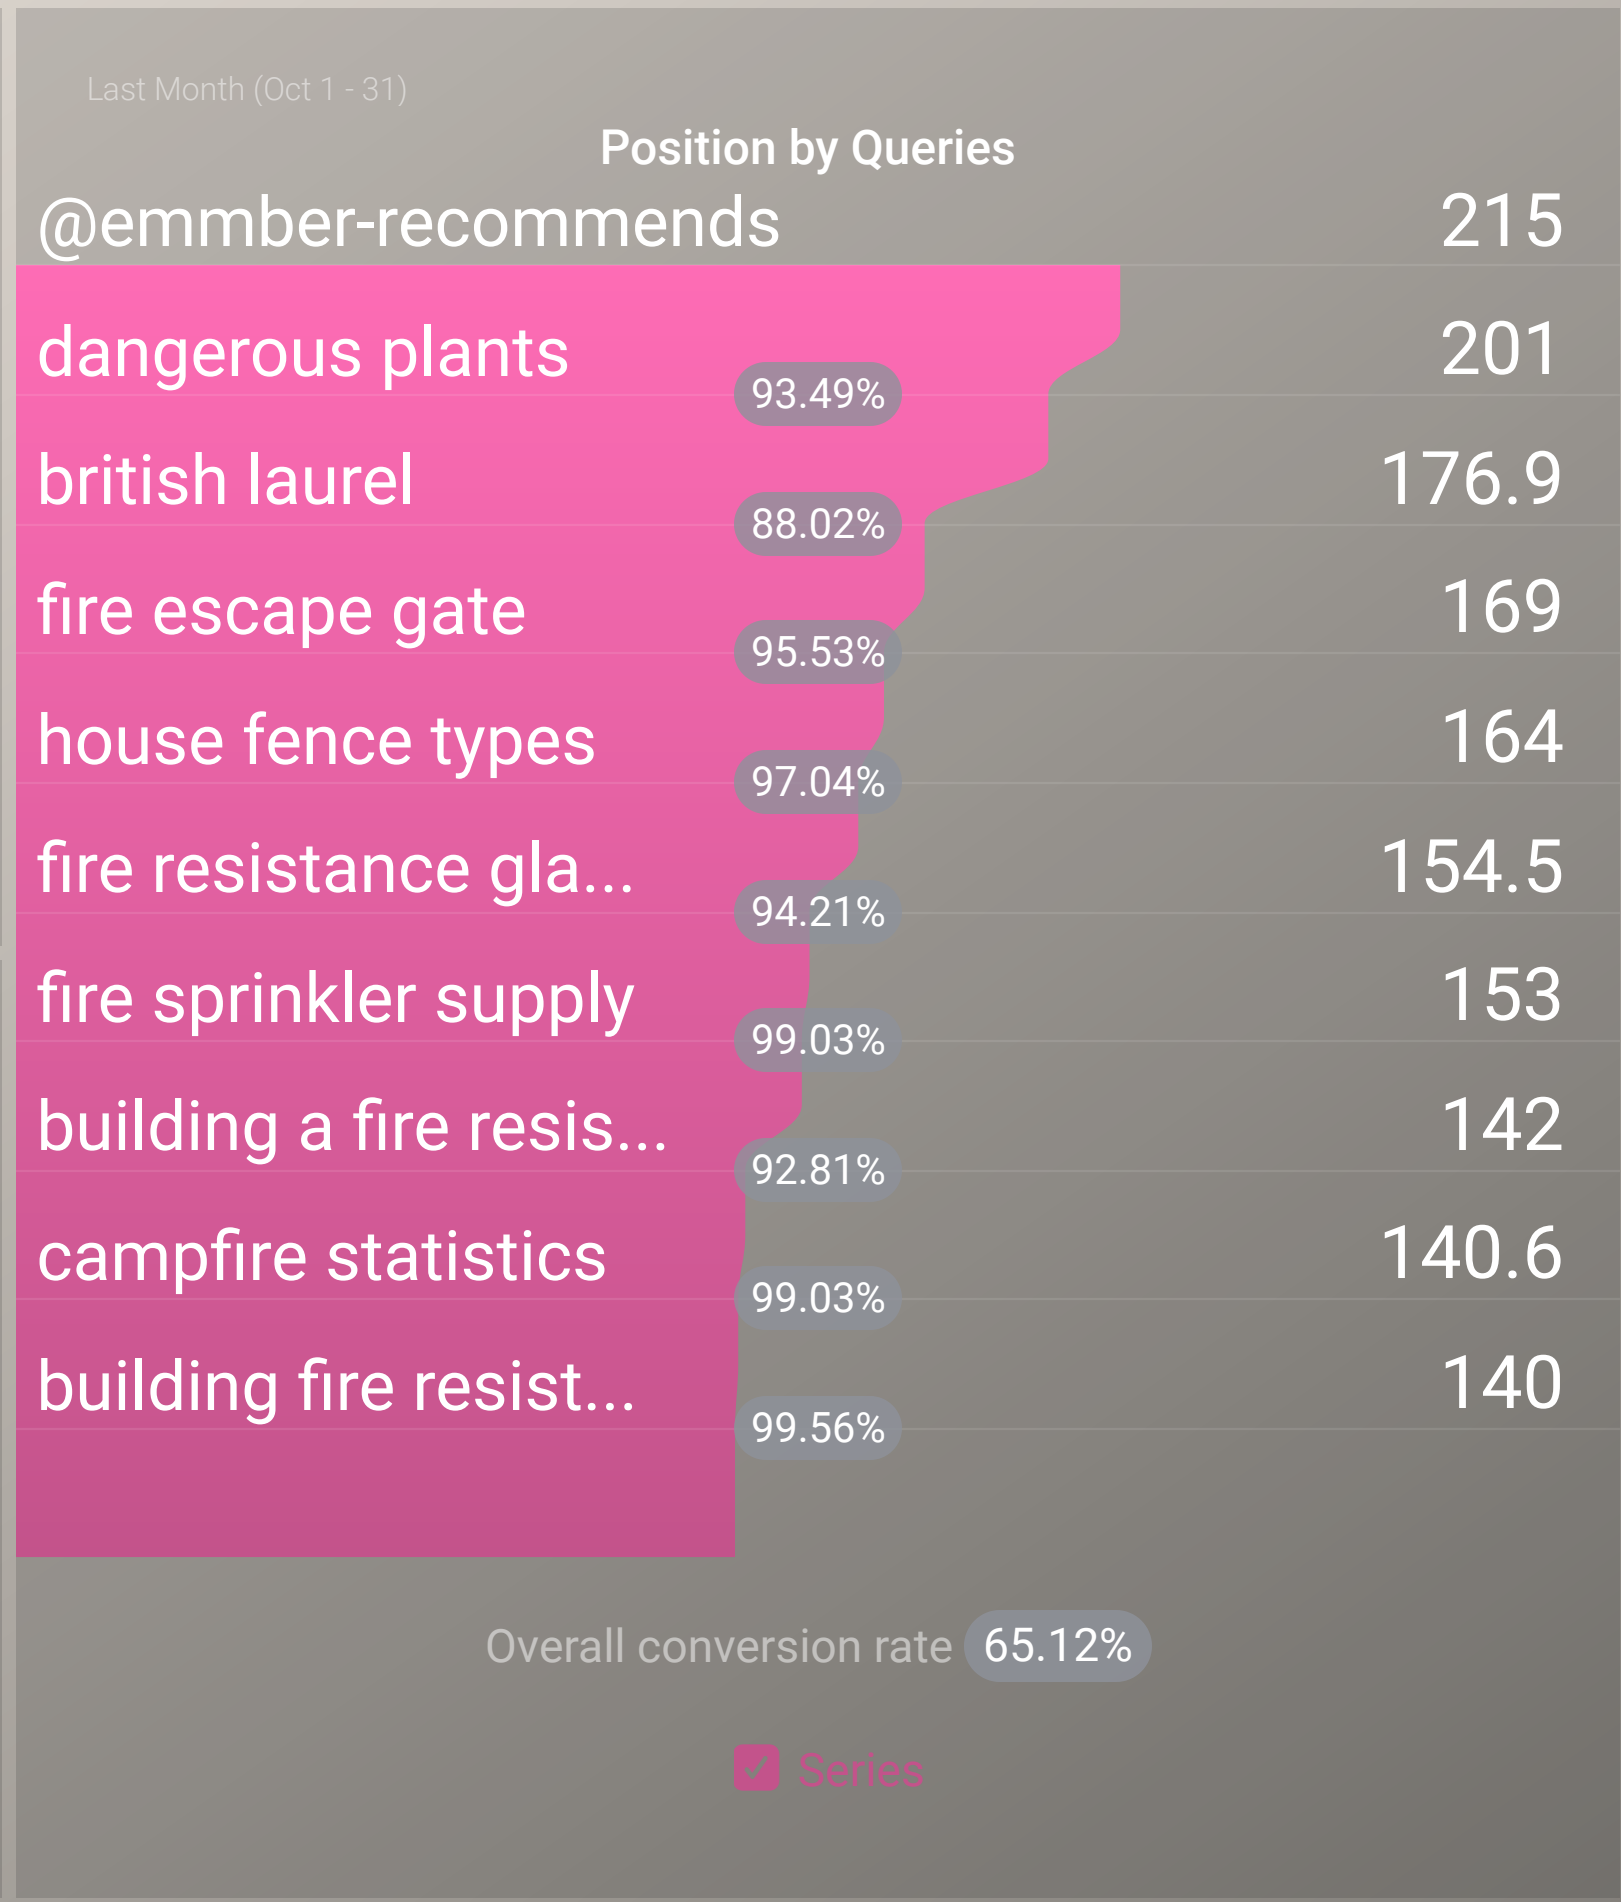 Last Month (Oct 1 - 31)
Position by Queries
@emmber-recommends 215
dangerous plants 201
93.49%
british laurel 176.9
88.02%
fire escape gate 169
95.53%
house fence types 164
97.04%
fire resistance gla... 154.5
94.21%
fire sprinkler supply 153
99.03%
building a fire resis... 142
92.81%
campfire statistics 140.6
99.03%
building fire resist... 140
99.56%
Overall conversion rate 65.12%
Series